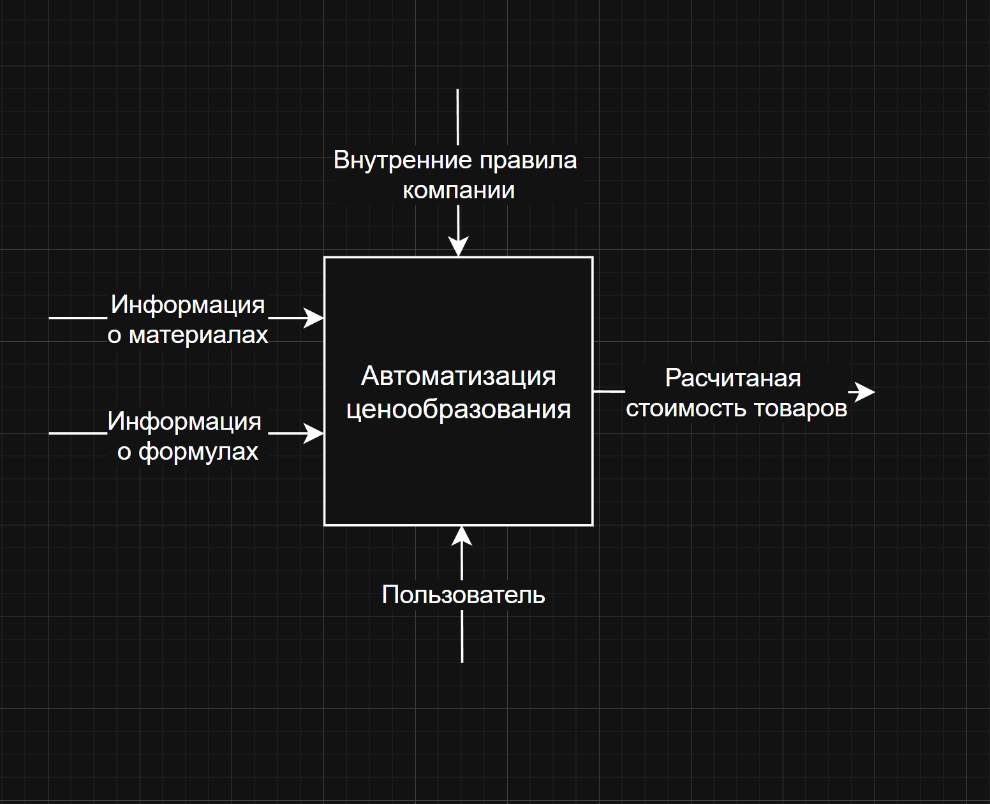 Внутренние правила
компании
Информация
о материалах
Информация
о формулах
Автоматизация
ценообразования
Расчитаная
стоимость товаров
Пользователь